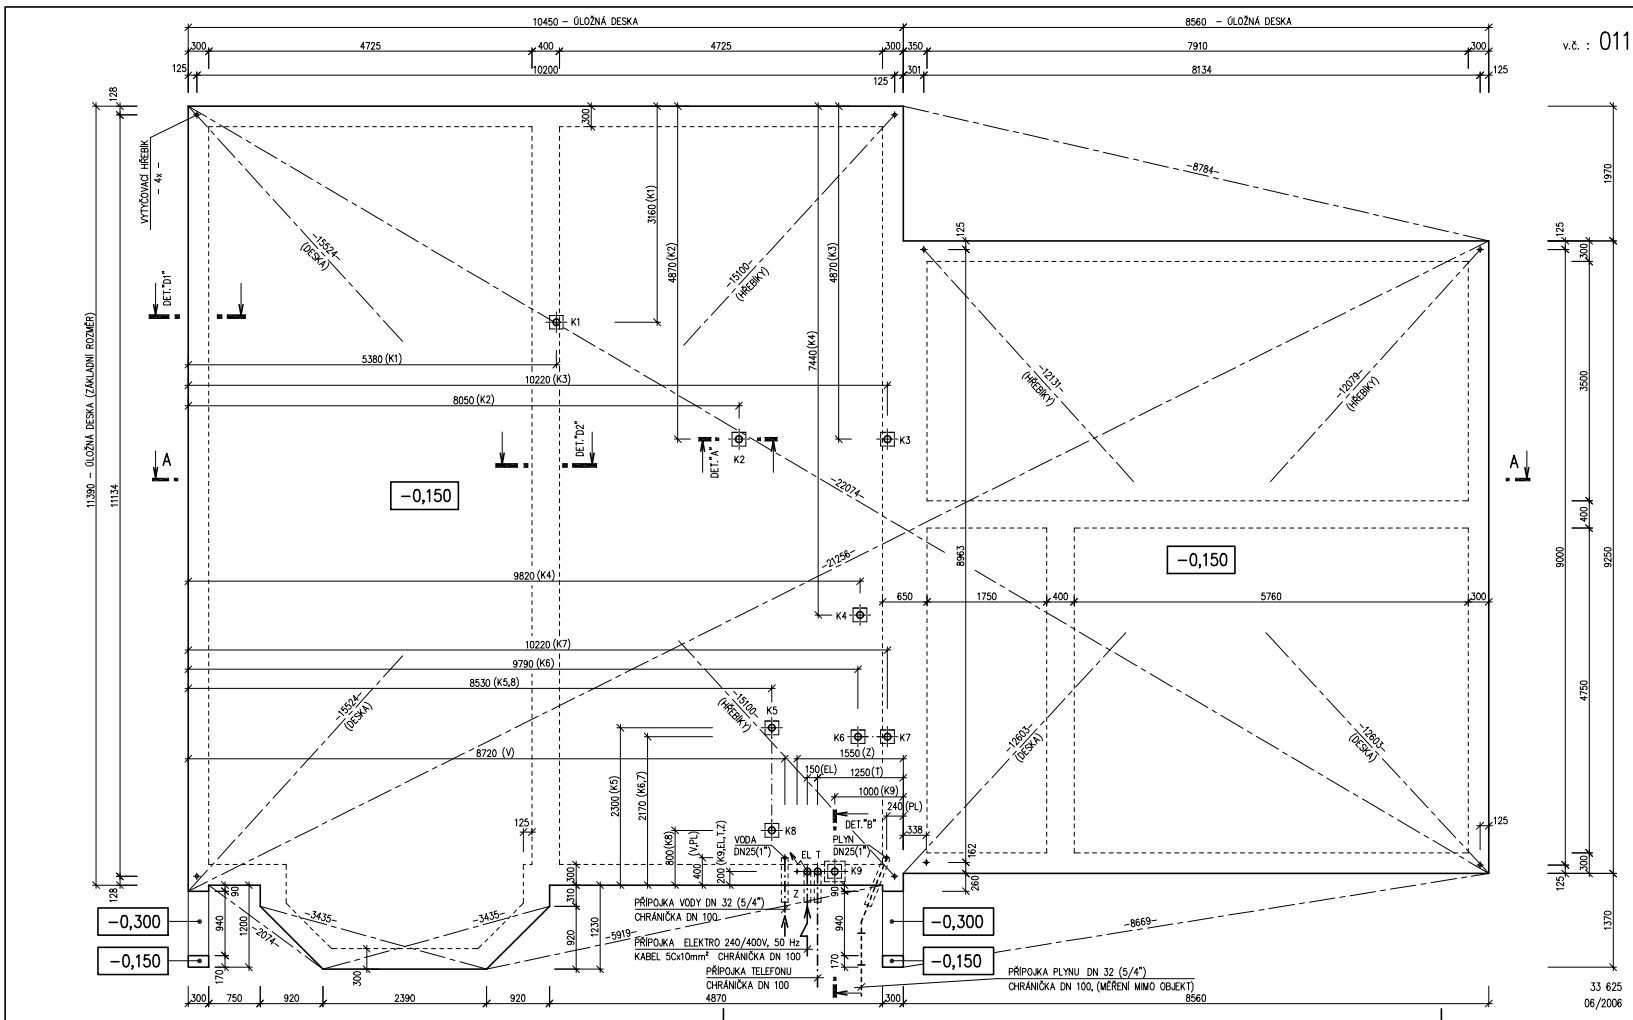 10450 – ÚLOŽNÁ DESKA
8560 – ÚLOŽNÁ DESKA
v.č. : 011
300
4725
400
4725
300
350
7910
300
125
10200
125
301
8134
125
128
300
VYTYČOVACÍ HŘEBÍK
– 4x –
3160 (K1)
4870 (K2)
4870 (K3)
7440 (K4)
–8784–
1970
125
125
300
–15524–
(DESKA)
–15100–
(HŘEBÍKY)
DET."D1"
K1
5380 (K1)
10220 (K3)
8050 (K2)
–12131–
(HŘEBÍKY)
–12079–
(HŘEBÍKY)
3500
11390 – ÚLOŽNÁ DESKA (ZÁKLADNÍ ROZMĚR)
11134
A
DET."D2"
DET."A"
K2
K3
A
–0,150
–22074–
400
–21256–
8963
–0,150
9000
9250
9820 (K4)
650
1750
400
5760
300
K4
10220 (K7)
9790 (K6)
8530 (K5,8)
–15524–
(DESKA)
–15100–
(HŘEBÍKY)
4750
K5
K6
K7
–12603–
(DESKA)
–12603–
(DESKA)
8720 (V)
1550 (Z)
150(EL)
1250 (T)
1000 (K9)
240 (PL)
2300 (K5)
2170 (K6,7)
800 (K8)
400 (V,PL)
200 (K9,EL,T,Z)
125
K8
DET."B"
338
125
VODA
DN25(1")
EL
T
PLYN
DN25(1")
K9
Z
162
260
300
125
300
310
90
90
–0,300
940
1200
–2074–
–3435–
–3435–
920
1230
–5919–
PŘÍPOJKA VODY DN 32 (5/4")
CHRÁNIČKA DN 100
940
–0,300
–8669–
1370
–0,150
170
300
PŘÍPOJKA ELEKTRO 240/400V, 50 Hz
KABEL 5Cx10mm² CHRÁNIČKA DN 100
170
–0,150
PŘÍPOJKA TELEFONU
CHRÁNIČKA DN 100
PŘÍPOJKA PLYNU DN 32 (5/4")
CHRÁNIČKA DN 100, (MĚŘENÍ MIMO OBJEKT)
300
750
920
2390
920
4870
300
8560
33 625
06/2006